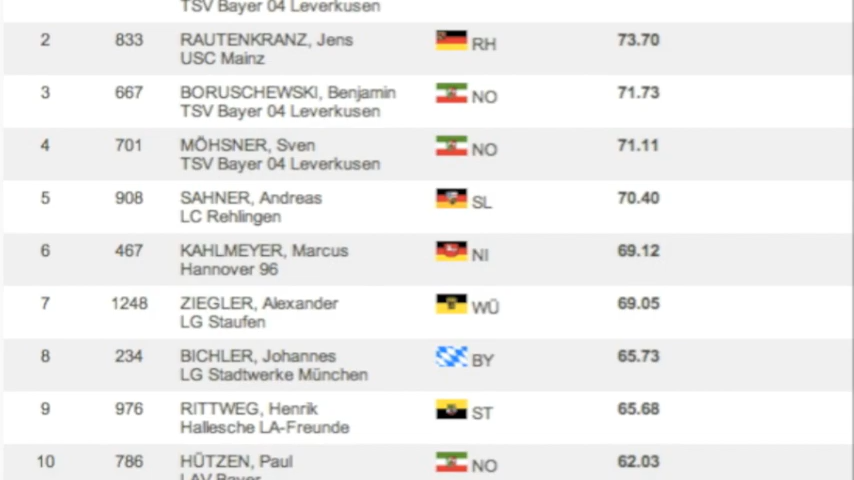 TSV Bayer 04 Leverkusen
2 833 RAUTENKRANZ, Jens RH 73.70
USC Mainz
3 667 BORUSCHEWSKI, Benjamin NO 71.73
TSV Bayer 04 Leverkusen
4 701 MÖHSNER, Sven NO 71.11
TSV Bayer 04 Leverkusen
5 908 SAHNER, Andreas SL 70.40
LC Rehlingen
6 467 KAHLMEYER, Marcus NI 69.12
Hannover 96
7 1248 ZIEGLER, Alexander WÜ 69.05
LG Staufen
8 234 BICHLER, Johannes BY 65.73
LG Stadtwerke München
9 976 RITTWEG, Henrik ST 65.68
Hallesche LA-Freunde
10 786 HÜTZEN, Paul NO 62.03
LAV Bayer